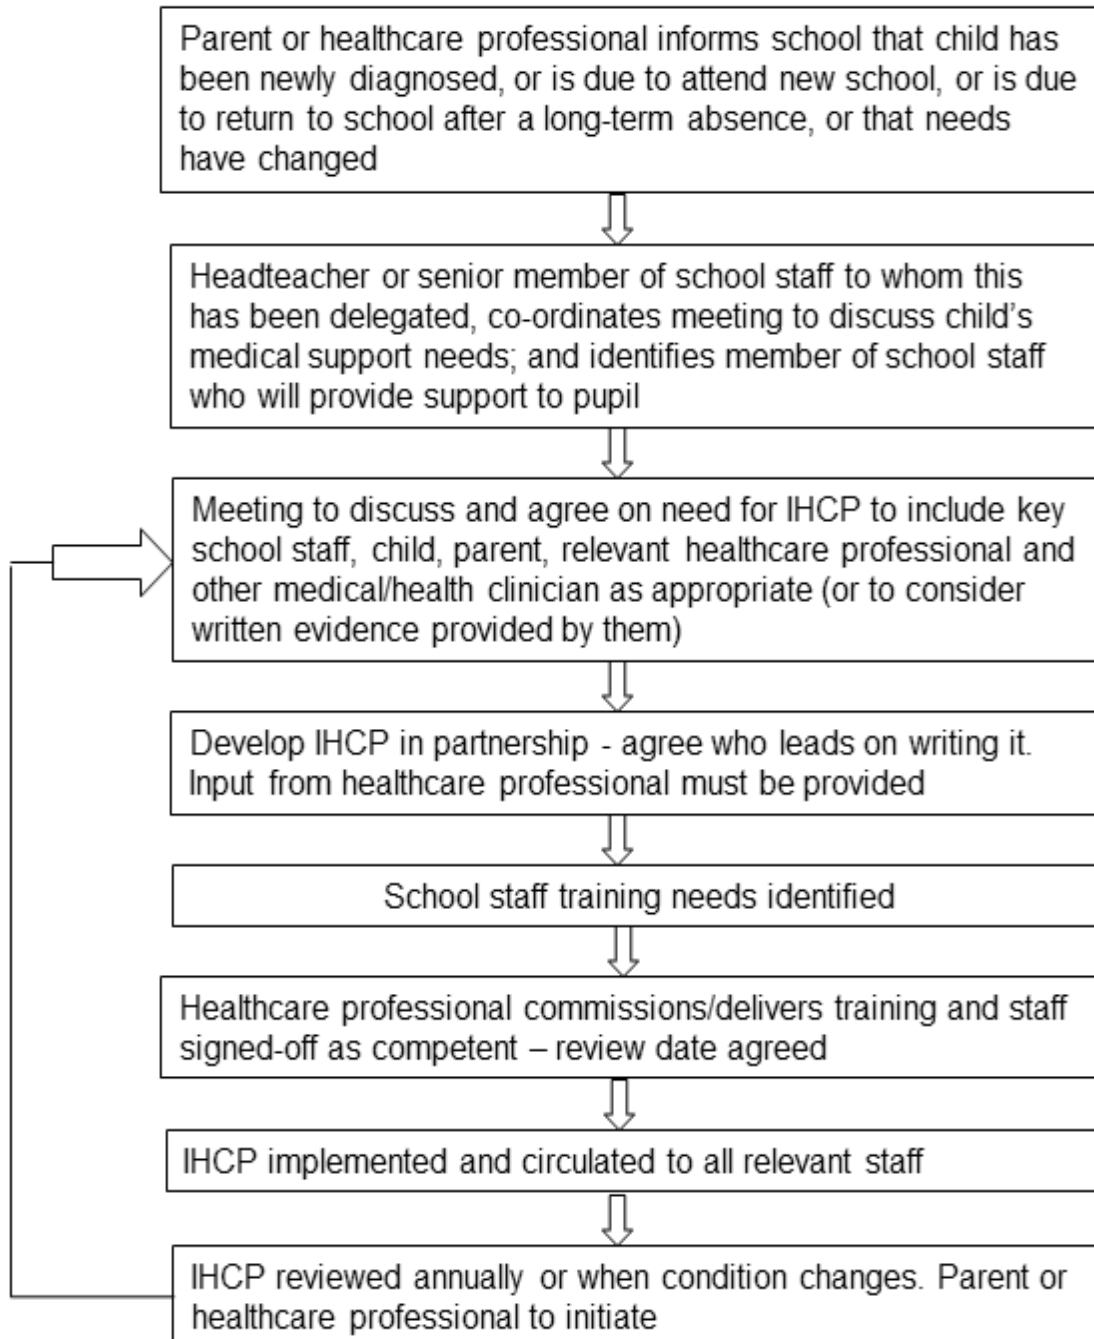 Parent or healthcare professional informs school that child has
been newly diagnosed, or is due to attend new school, or is due
to return to school after a long-term absence, or that needs
have changed
Headteacher or senior member of school staff to whom this
has been delegated, co-ordinates meeting to discuss child’s
medical support needs; and identifies member of school staff
who will provide support to pupil
Meeting to discuss and agree on need for IHCP to include key
school staff, child, parent, relevant healthcare professional and
other medical/health clinician as appropriate (or to consider
written evidence provided by them)
Develop IHCP in partnership - agree who leads on writing it.
Input from healthcare professional must be provided
School staff training needs identified
Healthcare professional commissions/delivers training and staff
signed-off as competent – review date agreed
IHCP implemented and circulated to all relevant staff
IHCP reviewed annually or when condition changes. Parent or
healthcare professional to initiate